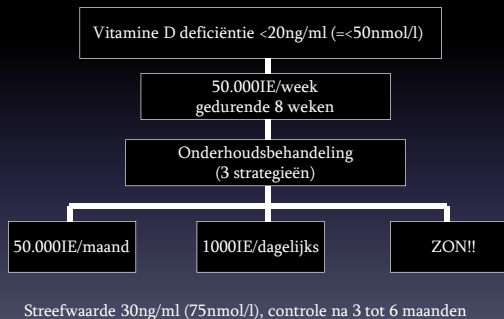 Vitamine D deficiëntie <20ng/ml (=<50nmol/l)
50.000IE/week
gedurende 8 weken
Onderhoudsbehandeling
(3 strategieën)
50.000IE/maand
1000IE/dagelijks
ZON!!
Streefwaarde 30ng/ml (75nmol/l), controle na 3 tot 6 maanden